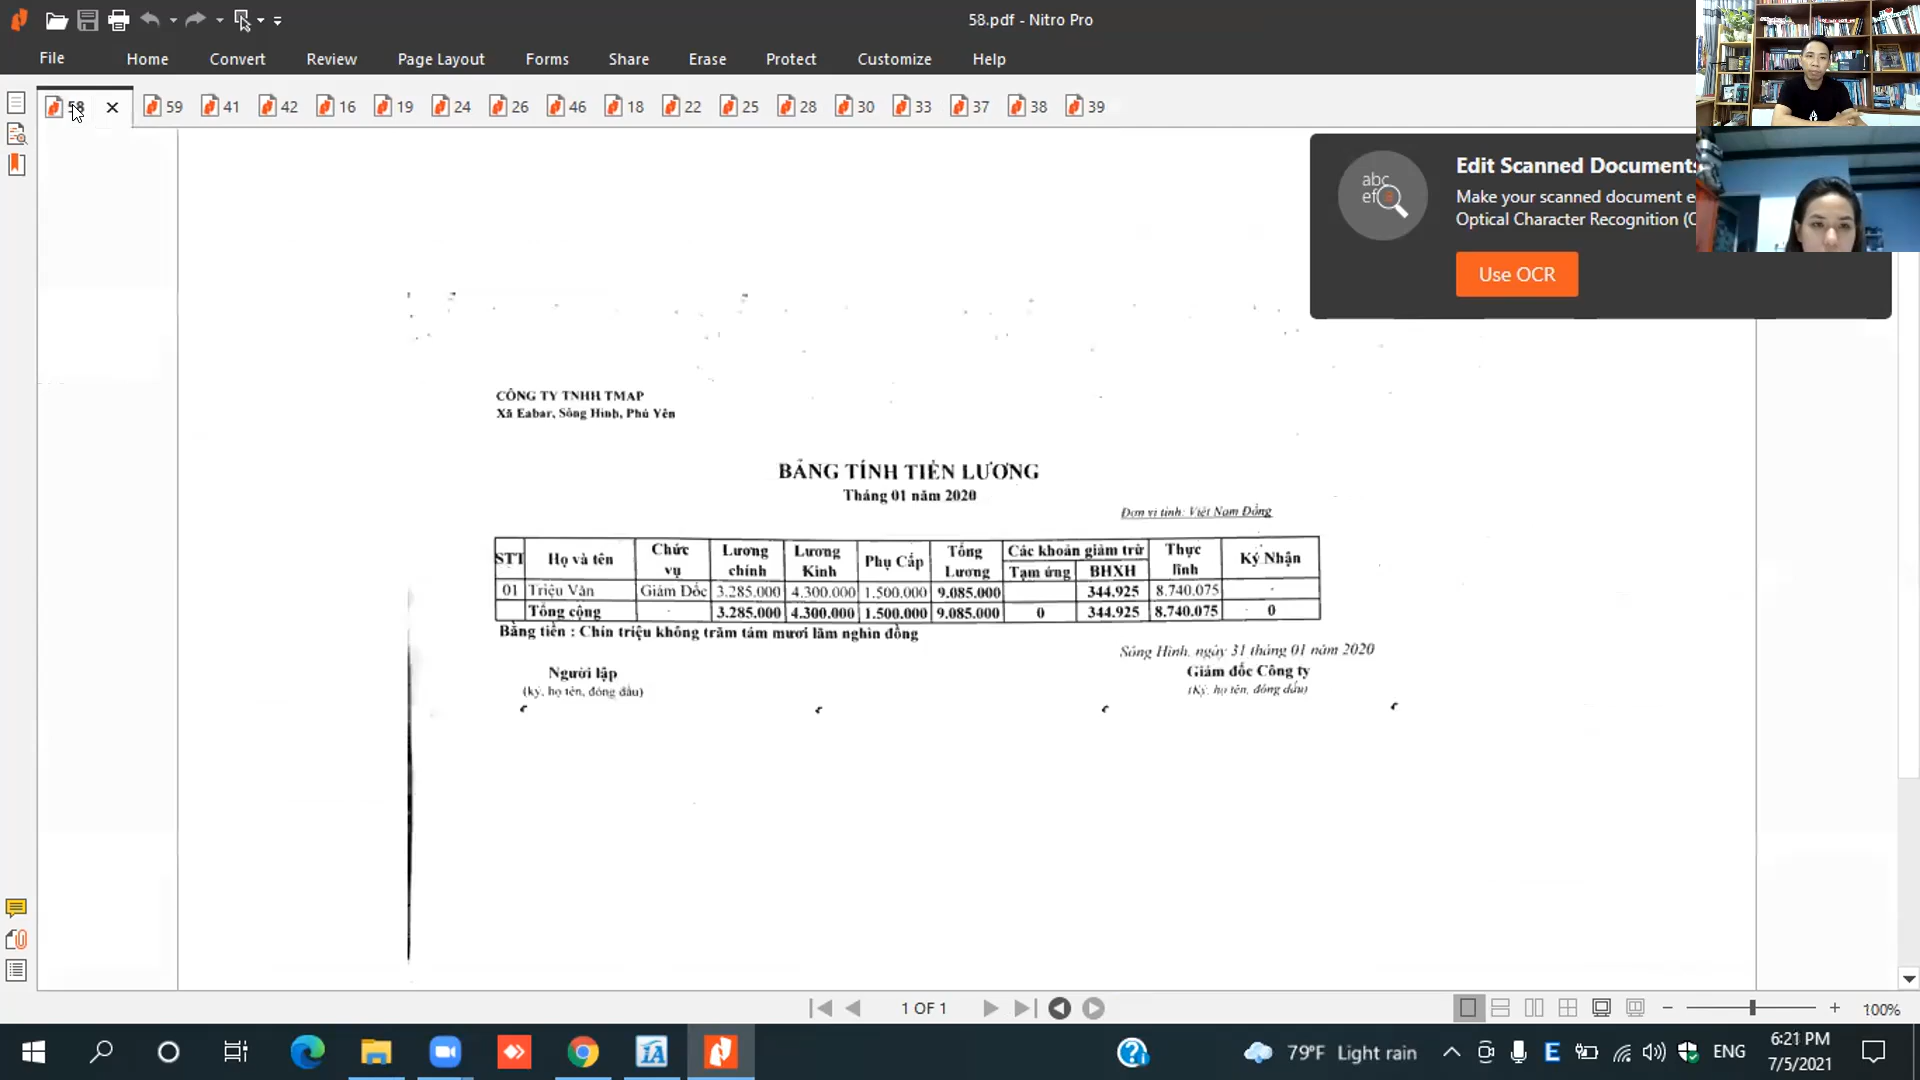 58.pdf - Nitro Pro
File Home Convert Review Page Layout Forms Share Erase Protect Customize Help
58 59 41 42 16 19 24 26 46 18 22 25 28 30 33 37 38 39
Edit Scanned Documents
Make your scanned document e
Optical Character Recognition (
Use OCR
CÔNG TY TNHH TMAP
Xã Eabar, Sông Hinh, Phú Yên
BẢNG TÍNH TIỀN LƯƠNG
Tháng 01 năm 2020
Đơn vị tính: Việt Nam Đồng
STT Họ và tên Chức vụ Lương chính Lương Kinh Phụ Cấp Tổng Lương Các khoản giảm trừ Tạm ứng BHXH Thực lĩnh Ký Nhận
01 Triệu Văn Giám Đốc 3.285.000 4.300.000 1.500.000 9.085.000 344.925 8.740.075
Tổng cộng 3.285.000 4.300.000 1.500.000 9.085.000 0 344.925 8.740.075 0
Bằng tiền : Chín triệu không trăm tám mươi lăm nghìn đồng
Sông Hinh, ngày 31 tháng 01 năm 2020
Người lập Giám đốc Công ty
(ký, họ tên, đóng dấu) (Ký, họ tên, đóng dấu)
1 OF 1
100%
79°F Light rain ENG 6:21 PM
7/5/2021